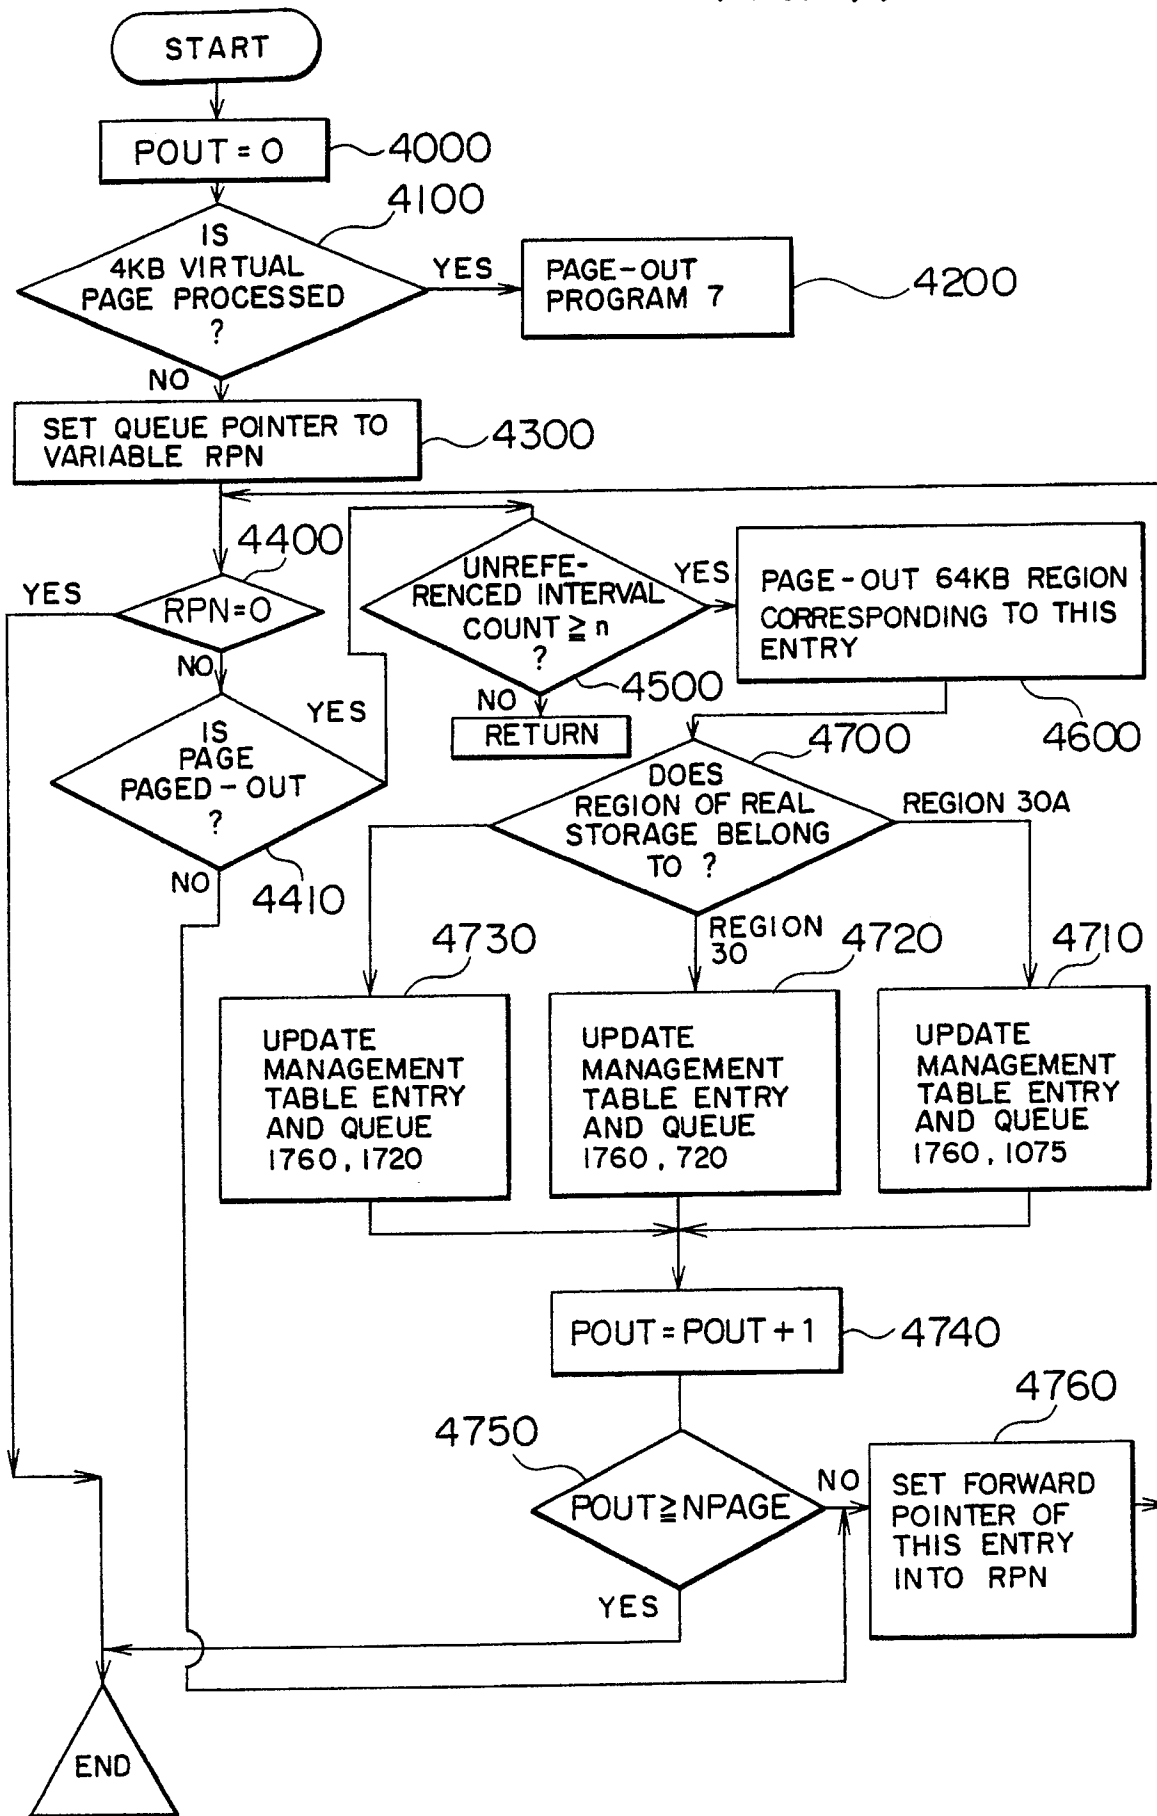 START
POUT = 0
4000
4100
IS
4KB VIRTUAL
PAGE PROCESSED
?
YES
PAGE-OUT
PROGRAM 7
4200
NO
SET QUEUE POINTER TO
VARIABLE RPN
4300
4400
YES
RPN=0
NO
UNREFE-
RENCED INTERVAL
COUNT ≧ n
?
YES
PAGE-OUT 64KB REGION
CORRESPONDING TO THIS
ENTRY
4500
4600
NO
RETURN
IS
PAGE
PAGED-OUT
?
YES
NO
4410
4700
DOES
REGION OF REAL
STORAGE BELONG
TO ?
REGION 30A
REGION
30
4730
4720
4710
UPDATE
MANAGEMENT
TABLE ENTRY
AND QUEUE
1760, 1720
UPDATE
MANAGEMENT
TABLE ENTRY
AND QUEUE
1760, 720
UPDATE
MANAGEMENT
TABLE ENTRY
AND QUEUE
1760, 1075
POUT = POUT + 1
4740
4750
POUT ≧ NPAGE
NO
YES
4760
SET FORWARD
POINTER OF
THIS ENTRY
INTO RPN
END